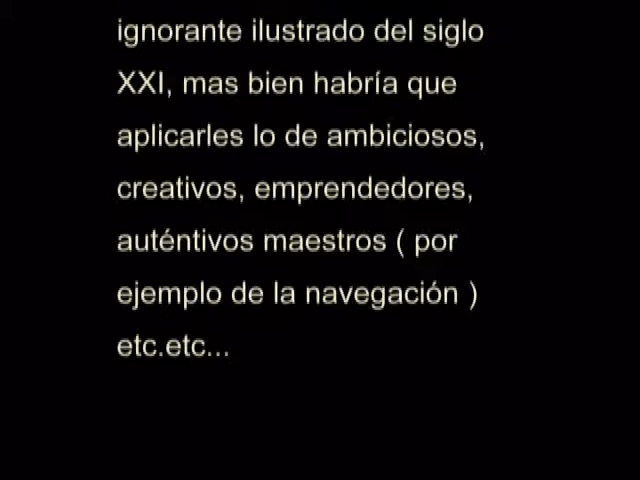 ignorante ilustrado del siglo
XXI, mas bien habría que
aplicarles lo de ambiciosos,
creativos, emprendedores,
auténtivos maestros ( por
ejemplo de la navegación )
etc.etc...